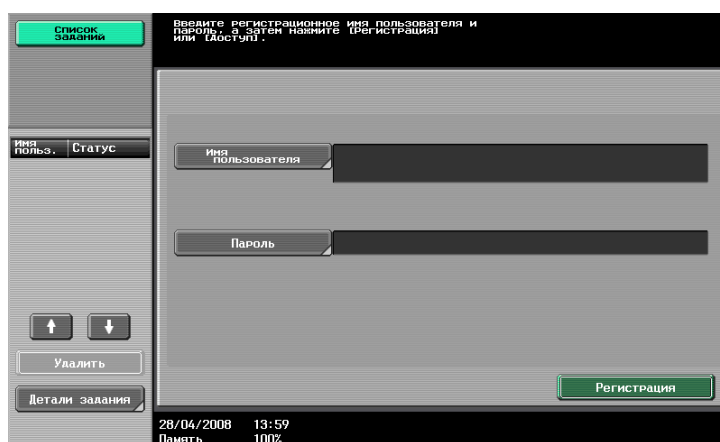 Список
заданий
Введите регистрационное имя пользователя и
пароль, а затем нажмите [Регистрация]
или [Доступ].
Имя
польз.
Статус
Имя
пользователя
Пароль
Удалить
Детали задания
Регистрация
28/04/2008 13:59
Память 100%